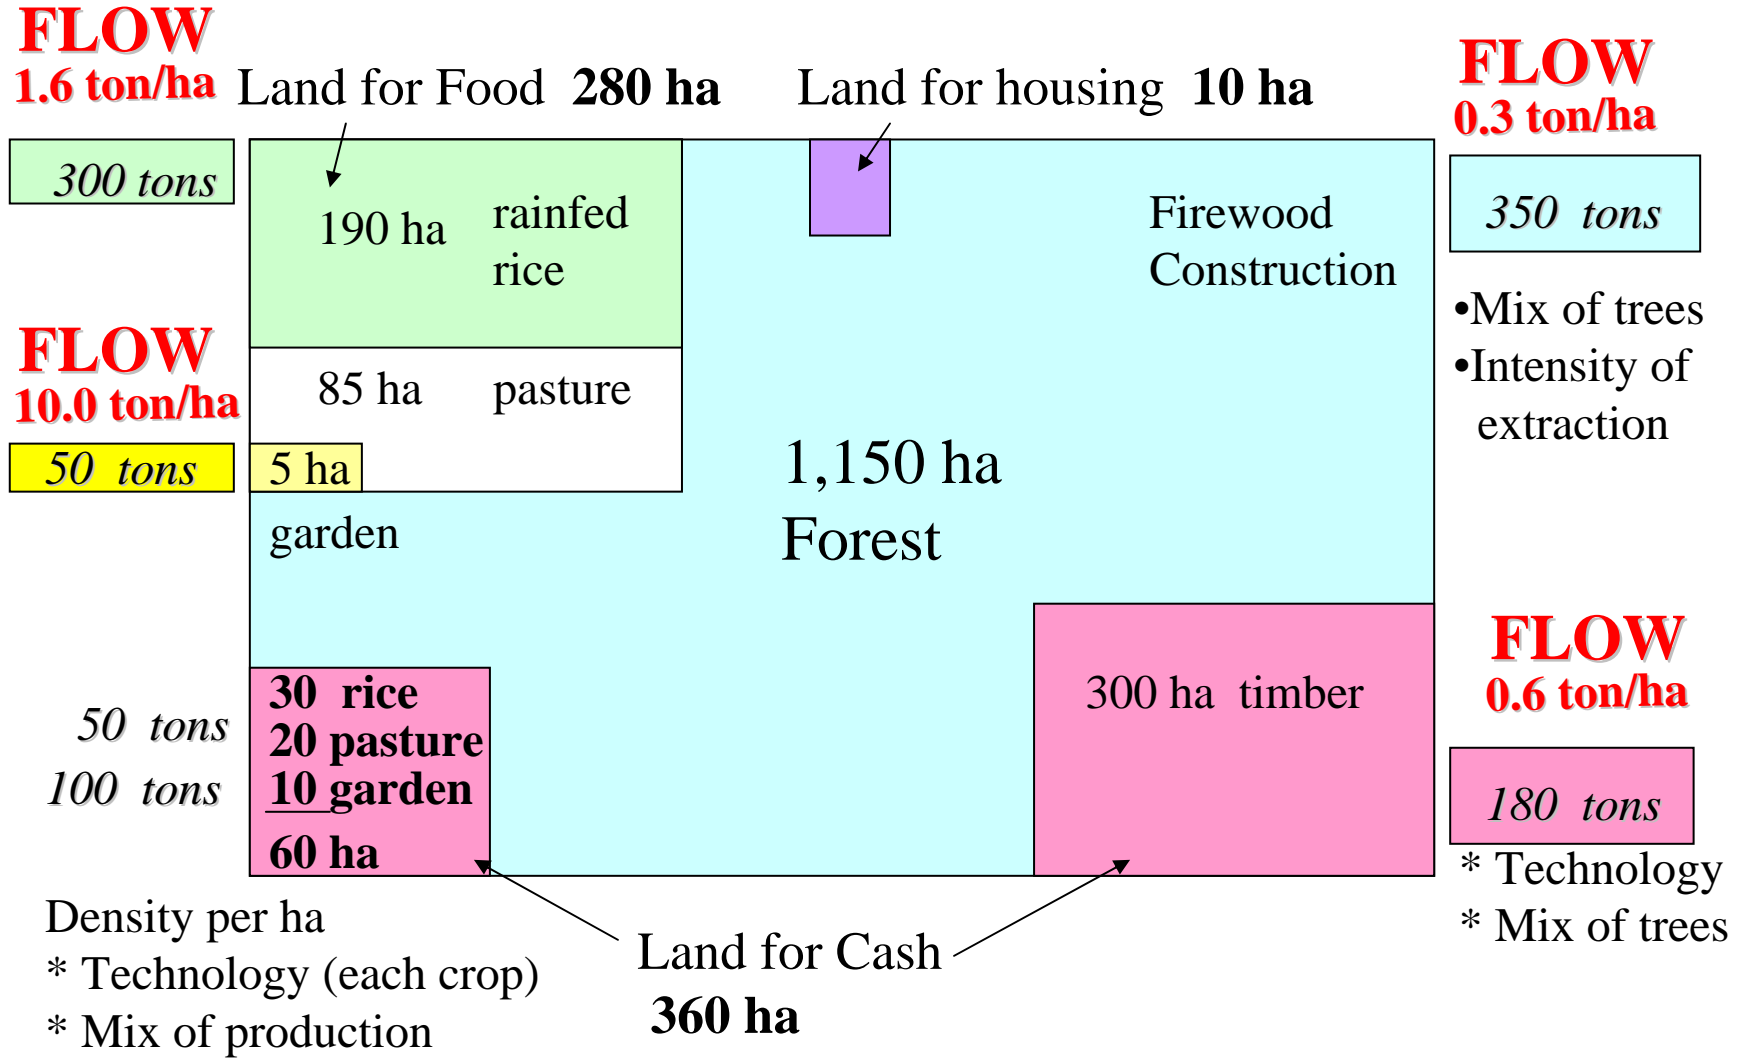 FLOW
1.6 ton/ha
Land for Food 280 ha
Land for housing 10 ha
FLOW
0.3 ton/ha
300 tons
190 ha rainfed
rice
Firewood
Construction
350 tons
•Mix of trees
•Intensity of
extraction
FLOW
10.0 ton/ha
85 ha pasture
50 tons
5 ha
garden
1,150 ha
Forest
FLOW
0.6 ton/ha
30 rice
20 pasture
10 garden
60 ha
50 tons
100 tons
300 ha timber
180 tons
* Technology
* Mix of trees
Density per ha
* Technology (each crop)
* Mix of production
Land for Cash
360 ha